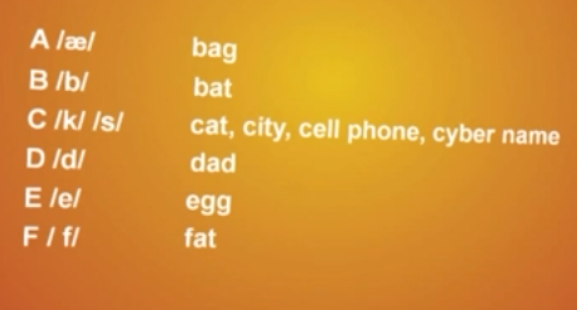 A /æ/ bag
B /b/ bat
C /k/ /s/ cat, city, cell phone, cyber name
D /d/ dad
E /e/ egg
F / f/ fat